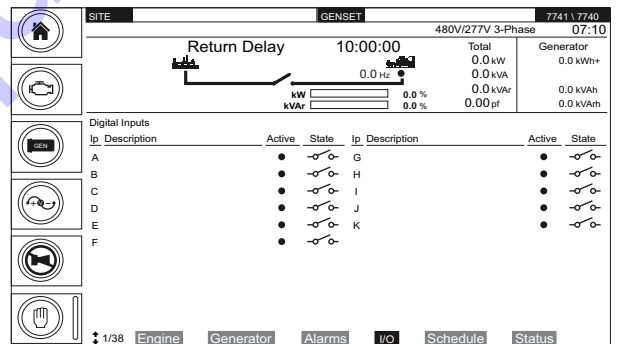 SITE GENSET 7741 \ 7740
480V/277V 3-Phase 07:10
Return Delay 10:00:00
0.0 Hz
kW 0.0 %
kVAr 0.0 %
Total Generator
0.0 kW 0.0 kWh+
0.0 kVA
0.0 kVAr 0.0 kVAh
0.00 pf 0.0 kVArh
Digital Inputs
Ip Description Active State Ip Description Active State
A G
B H
C I
D J
E K
F
GEN
1/38 Engine Generator Alarms I/O Schedule Status